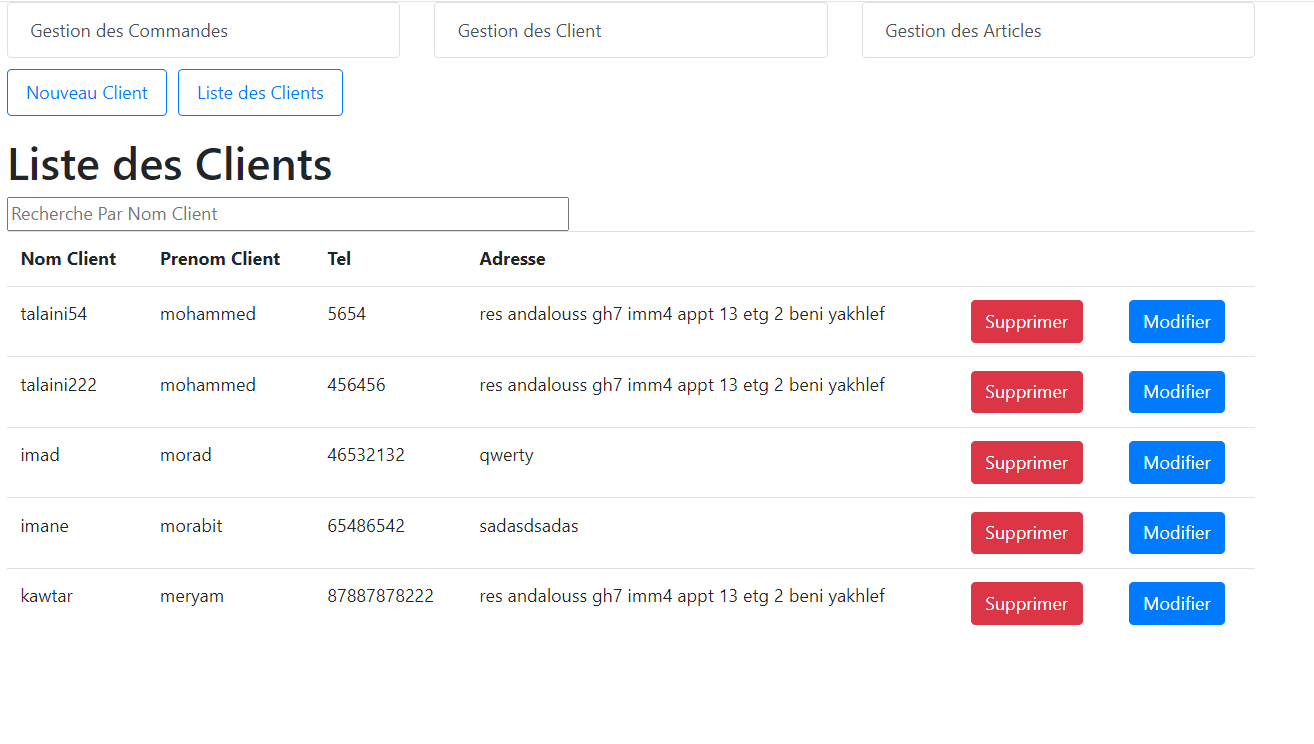 Gestion des Commandes Gestion des Client Gestion des Articles
Nouveau Client Liste des Clients
Liste des Clients
Recherche Par Nom Client
Nom Client Prenom Client Tel Adresse
talaini54 mohammed 5654 res andalouss gh7 imm4 appt 13 etg 2 beni yakhlef Supprimer Modifier
talaini222 mohammed 456456 res andalouss gh7 imm4 appt 13 etg 2 beni yakhlef Supprimer Modifier
imad morad 46532132 qwerty Supprimer Modifier
imane morabit 65486542 sadasdsadas Supprimer Modifier
kawtar meryam 87887878222 res andalouss gh7 imm4 appt 13 etg 2 beni yakhlef Supprimer Modifier